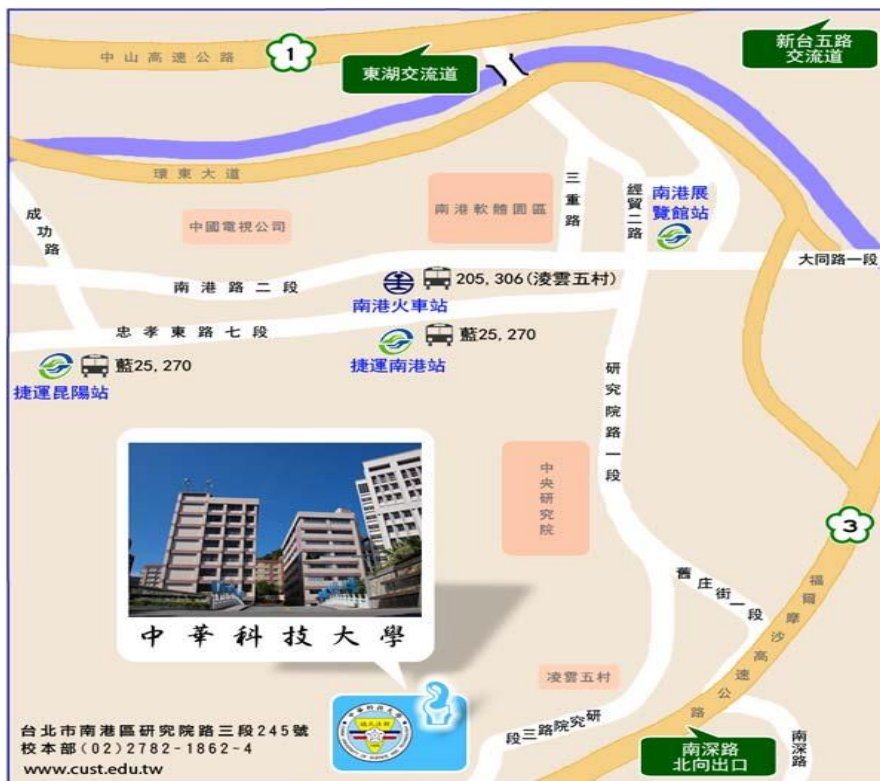 中山高速公路
1
東湖交流道
新台五路
交流道
環東大道
成功路
中國電視公司
南港軟體園區
三重路
經貿二路
南港展
覽館站
大同路一段
南港路二段
205, 306(淩雲五村)
南港火車站
忠孝東路七段
藍25, 270
捷運南港站
藍25, 270
捷運昆陽站
研究院路一段
中央研究院
3
舊庄街一段
福爾摩沙高速公路
中華科技大學
凌雲五村
研究院路三段
台北市南港區研究院路三段245號
校本部(02)2782-1862-4
www.cust.edu.tw
南深路
北向出口
南深路